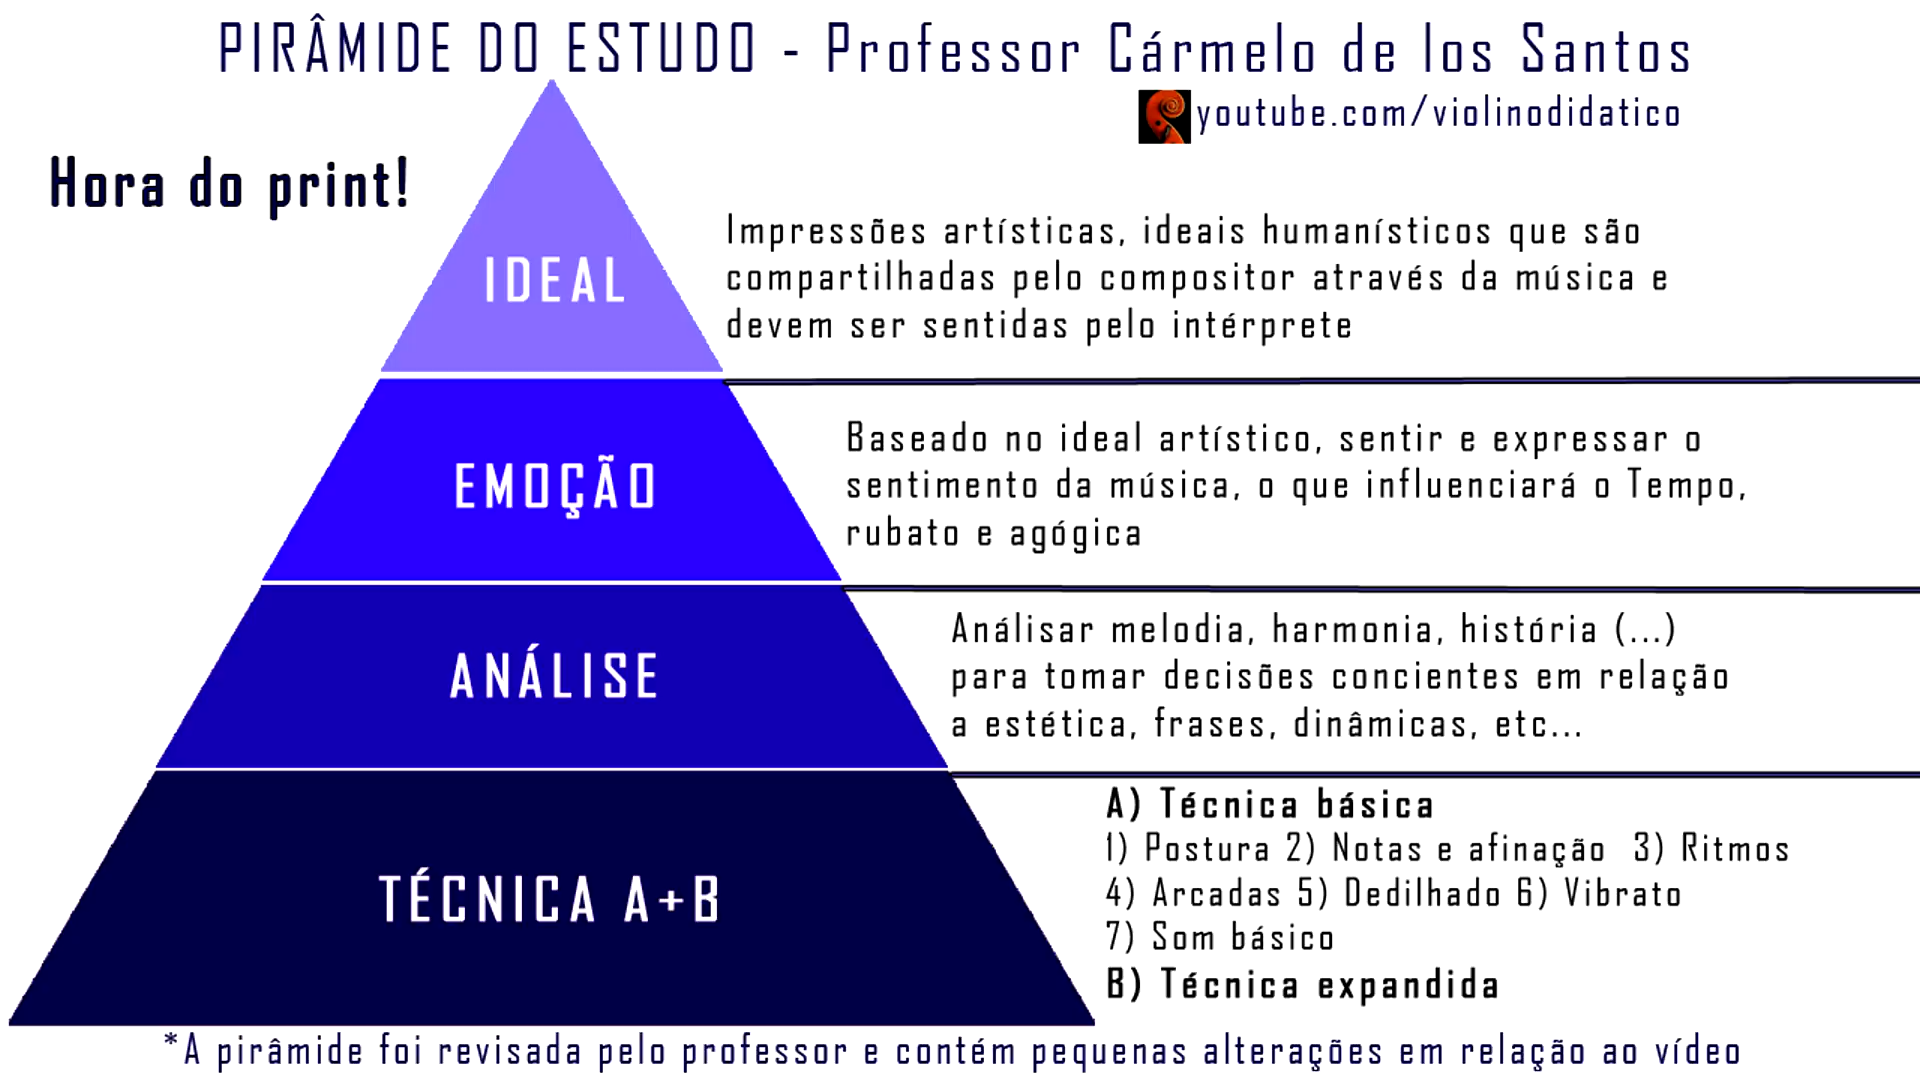 PIRÂMIDE DO ESTUDO - Professor Cármelo de los Santos
youtube.com/violinodidatico
Hora do print!
IDEAL
Impressões artísticas, ideais humanísticos que são
compartilhadas pelo compositor através da música e
devem ser sentidas pelo intérprete
EMOÇÃO
Baseado no ideal artístico, sentir e expressar o
sentimento da música, o que influenciará o Tempo,
rubato e agógica
ANÁLISE
Análisar melodia, harmonia, história (...)
para tomar decisões concientes em relação
a estética, frases, dinâmicas, etc...
TÉCNICA A+B
A) Técnica básica
1) Postura 2) Notas e afinação 3) Ritmos
4) Arcadas 5) Dedilhado 6) Vibrato
7) Som básico
B) Técnica expandida
*A pirâmide foi revisada pelo professor e contém pequenas alterações em relação ao vídeo